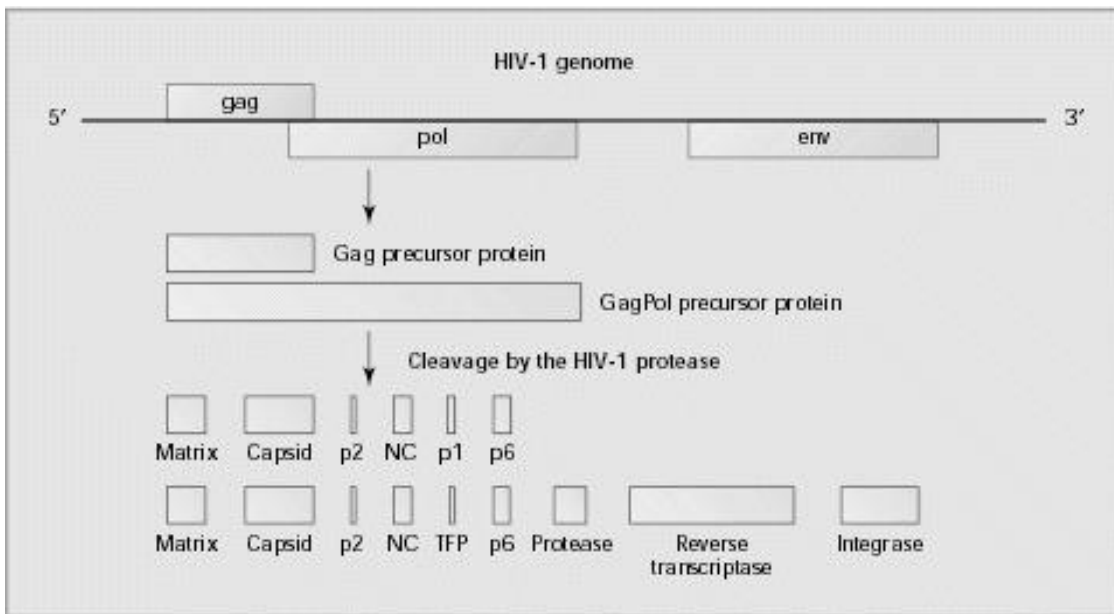 HIV-1 genome
gag
5′ 3′
pol env
Gag precursor protein
GagPol precursor protein
Cleavage by the HIV-1 protease
Matrix Capsid p2 NC p1 p6
Matrix Capsid p2 NC TFP p6 Protease Reverse Integrase
transcriptase